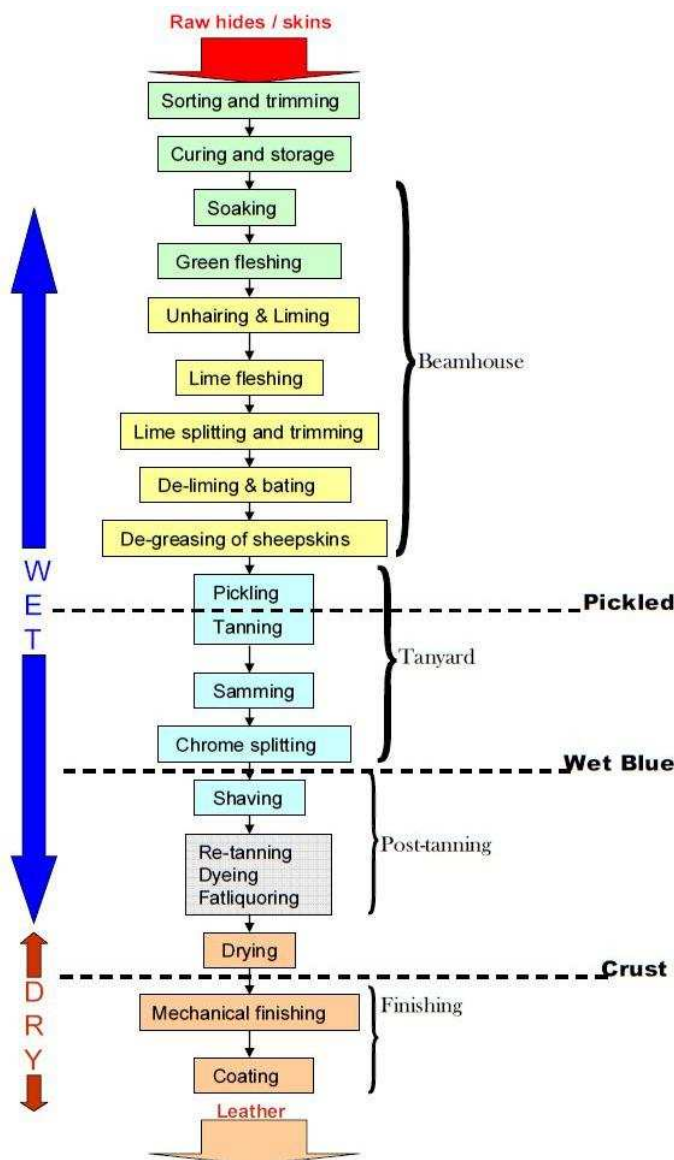 Raw hides / skins
Sorting and trimming
Curing and storage
Soaking
Green fleshing
Unhairing & Liming
Lime fleshing
Beamhouse
Lime splitting and trimming
De-liming & bating
De-greasing of sheepskins
WET
Pickling
Pickled
Tanning
Tanyard
Samming
Chrome splitting
Wet Blue
Shaving
Post-tanning
Re-tanning
Dyeing
Fatliquoring
Drying
Crust
DRY
Mechanical finishing
Finishing
Coating
Leather